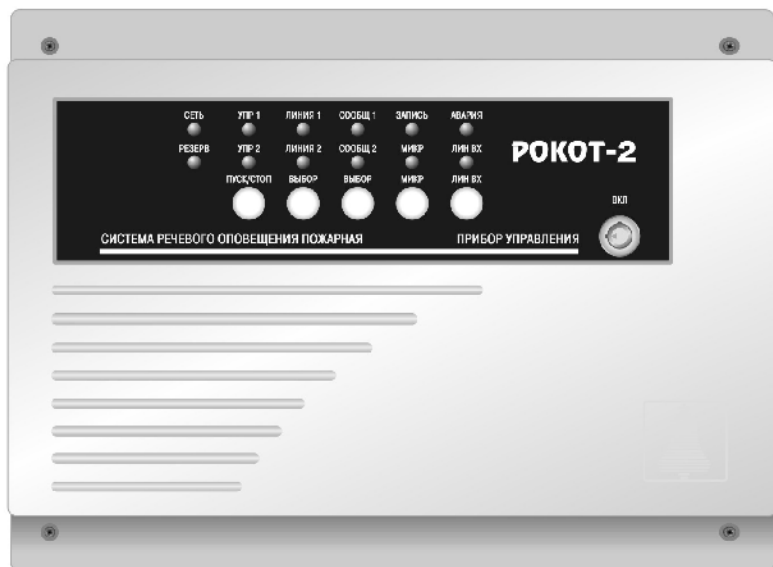 СЕТЬ УПР 1 ЛИНИЯ 1 СООБЩ 1 ЗАПИСЬ АВАРИЯ
РЕЗЕРВ УПР 2 ЛИНИЯ 2 СООБЩ 2 МИКР ЛИН ВХ
РОКОТ-2
ПУСК/СТОП ВЫБОР ВЫБОР МИКР ЛИН ВХ
ВКЛ
СИСТЕМА РЕЧЕВОГО ОПОВЕЩЕНИЯ ПОЖАРНАЯ ПРИБОР УПРАВЛЕНИЯ